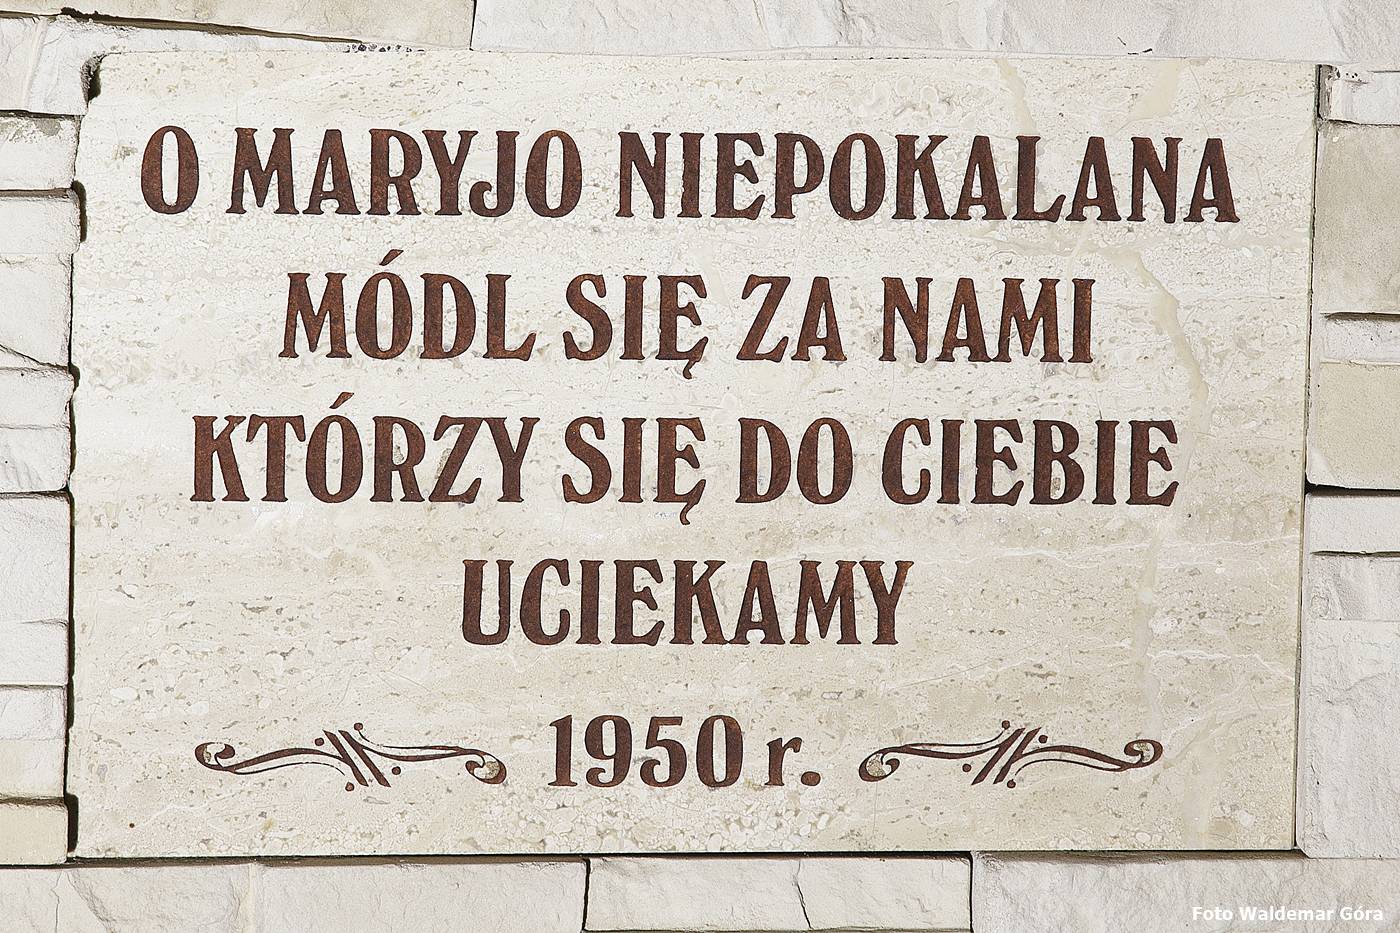 O MARYJO NIEPOKALANA
MÓDL SIĘ ZA NAMI
KTÓRZY SIĘ DO CIEBIE
UCIEKAMY
1950 r.
Foto Waldemar Góra